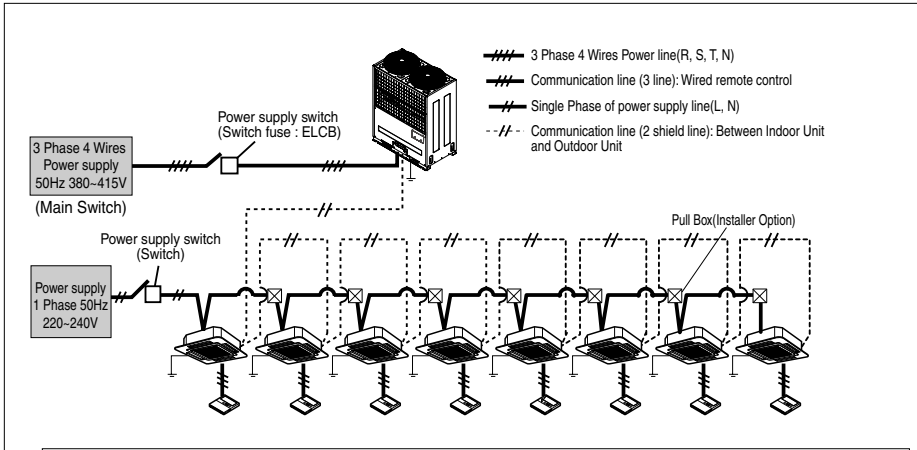 3 Phase 4 Wires Power line(R, S, T, N)
Communication line (3 line): Wired remote control
Single Phase of power supply line(L, N)
Communication line (2 shield line): Between Indoor Unit
and Outdoor Unit
Power supply switch
(Switch fuse : ELCB)
3 Phase 4 Wires
Power supply
50Hz 380~415V
(Main Switch)
Pull Box(Installer Option)
Power supply switch
(Switch)
Power supply
1 Phase 50Hz
220~240V